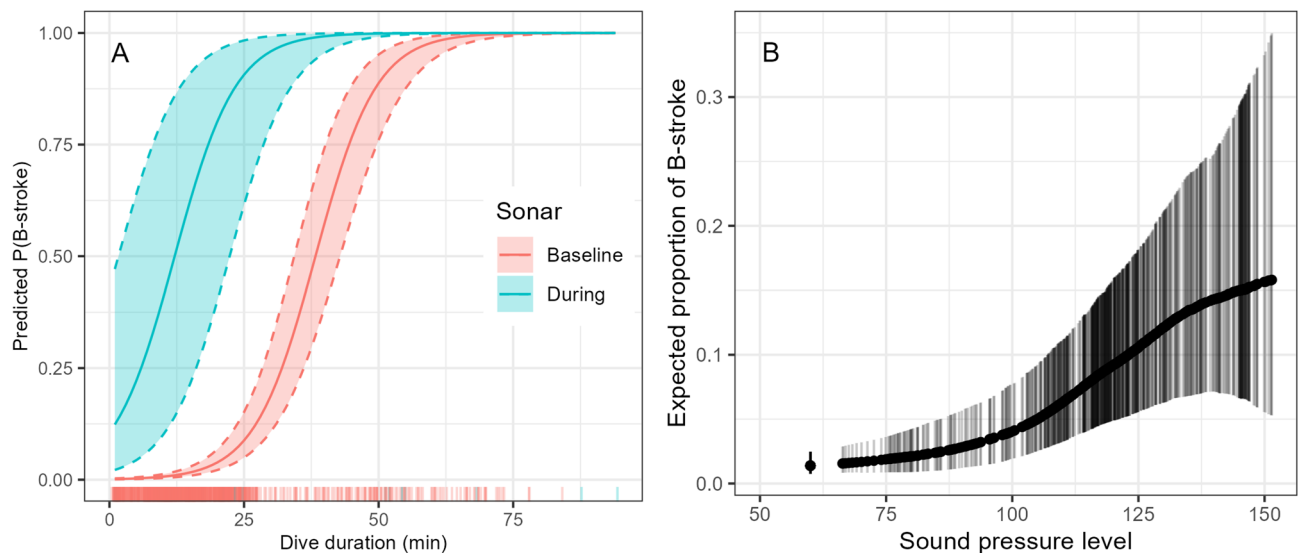 A
Predicted P(B-stroke)
1.00
0.75
0.50
0.25
0.00
0
25
50
75
Dive duration (min)
Sonar
Baseline
During
B
Expected proportion of B-stroke
0.3
0.2
0.1
0.0
50
75
100
125
150
Sound pressure level